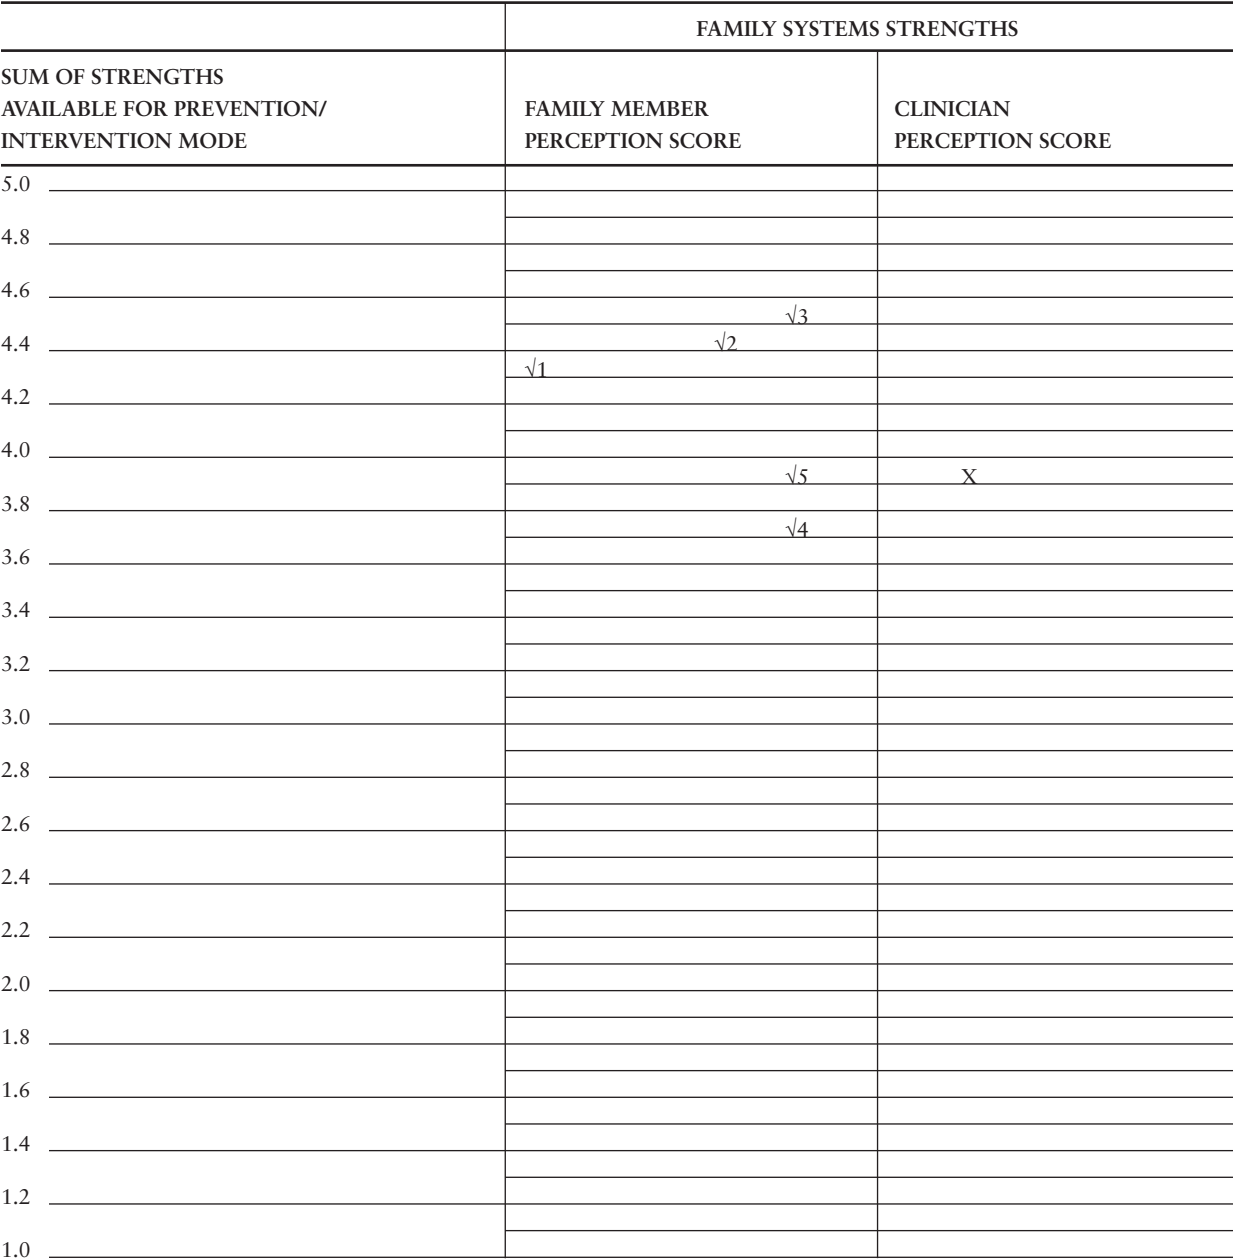 FAMILY SYSTEMS STRENGTHS
SUM OF STRENGTHS
AVAILABLE FOR PREVENTION/
INTERVENTION MODE
FAMILY MEMBER
PERCEPTION SCORE
CLINICIAN
PERCEPTION SCORE
5.0
4.8
4.6
√3
4.4
√2
√1
4.2
4.0
√5 X
3.8
√4
3.6
3.4
3.2
3.0
2.8
2.6
2.4
2.2
2.0
1.8
1.6
1.4
1.2
1.0